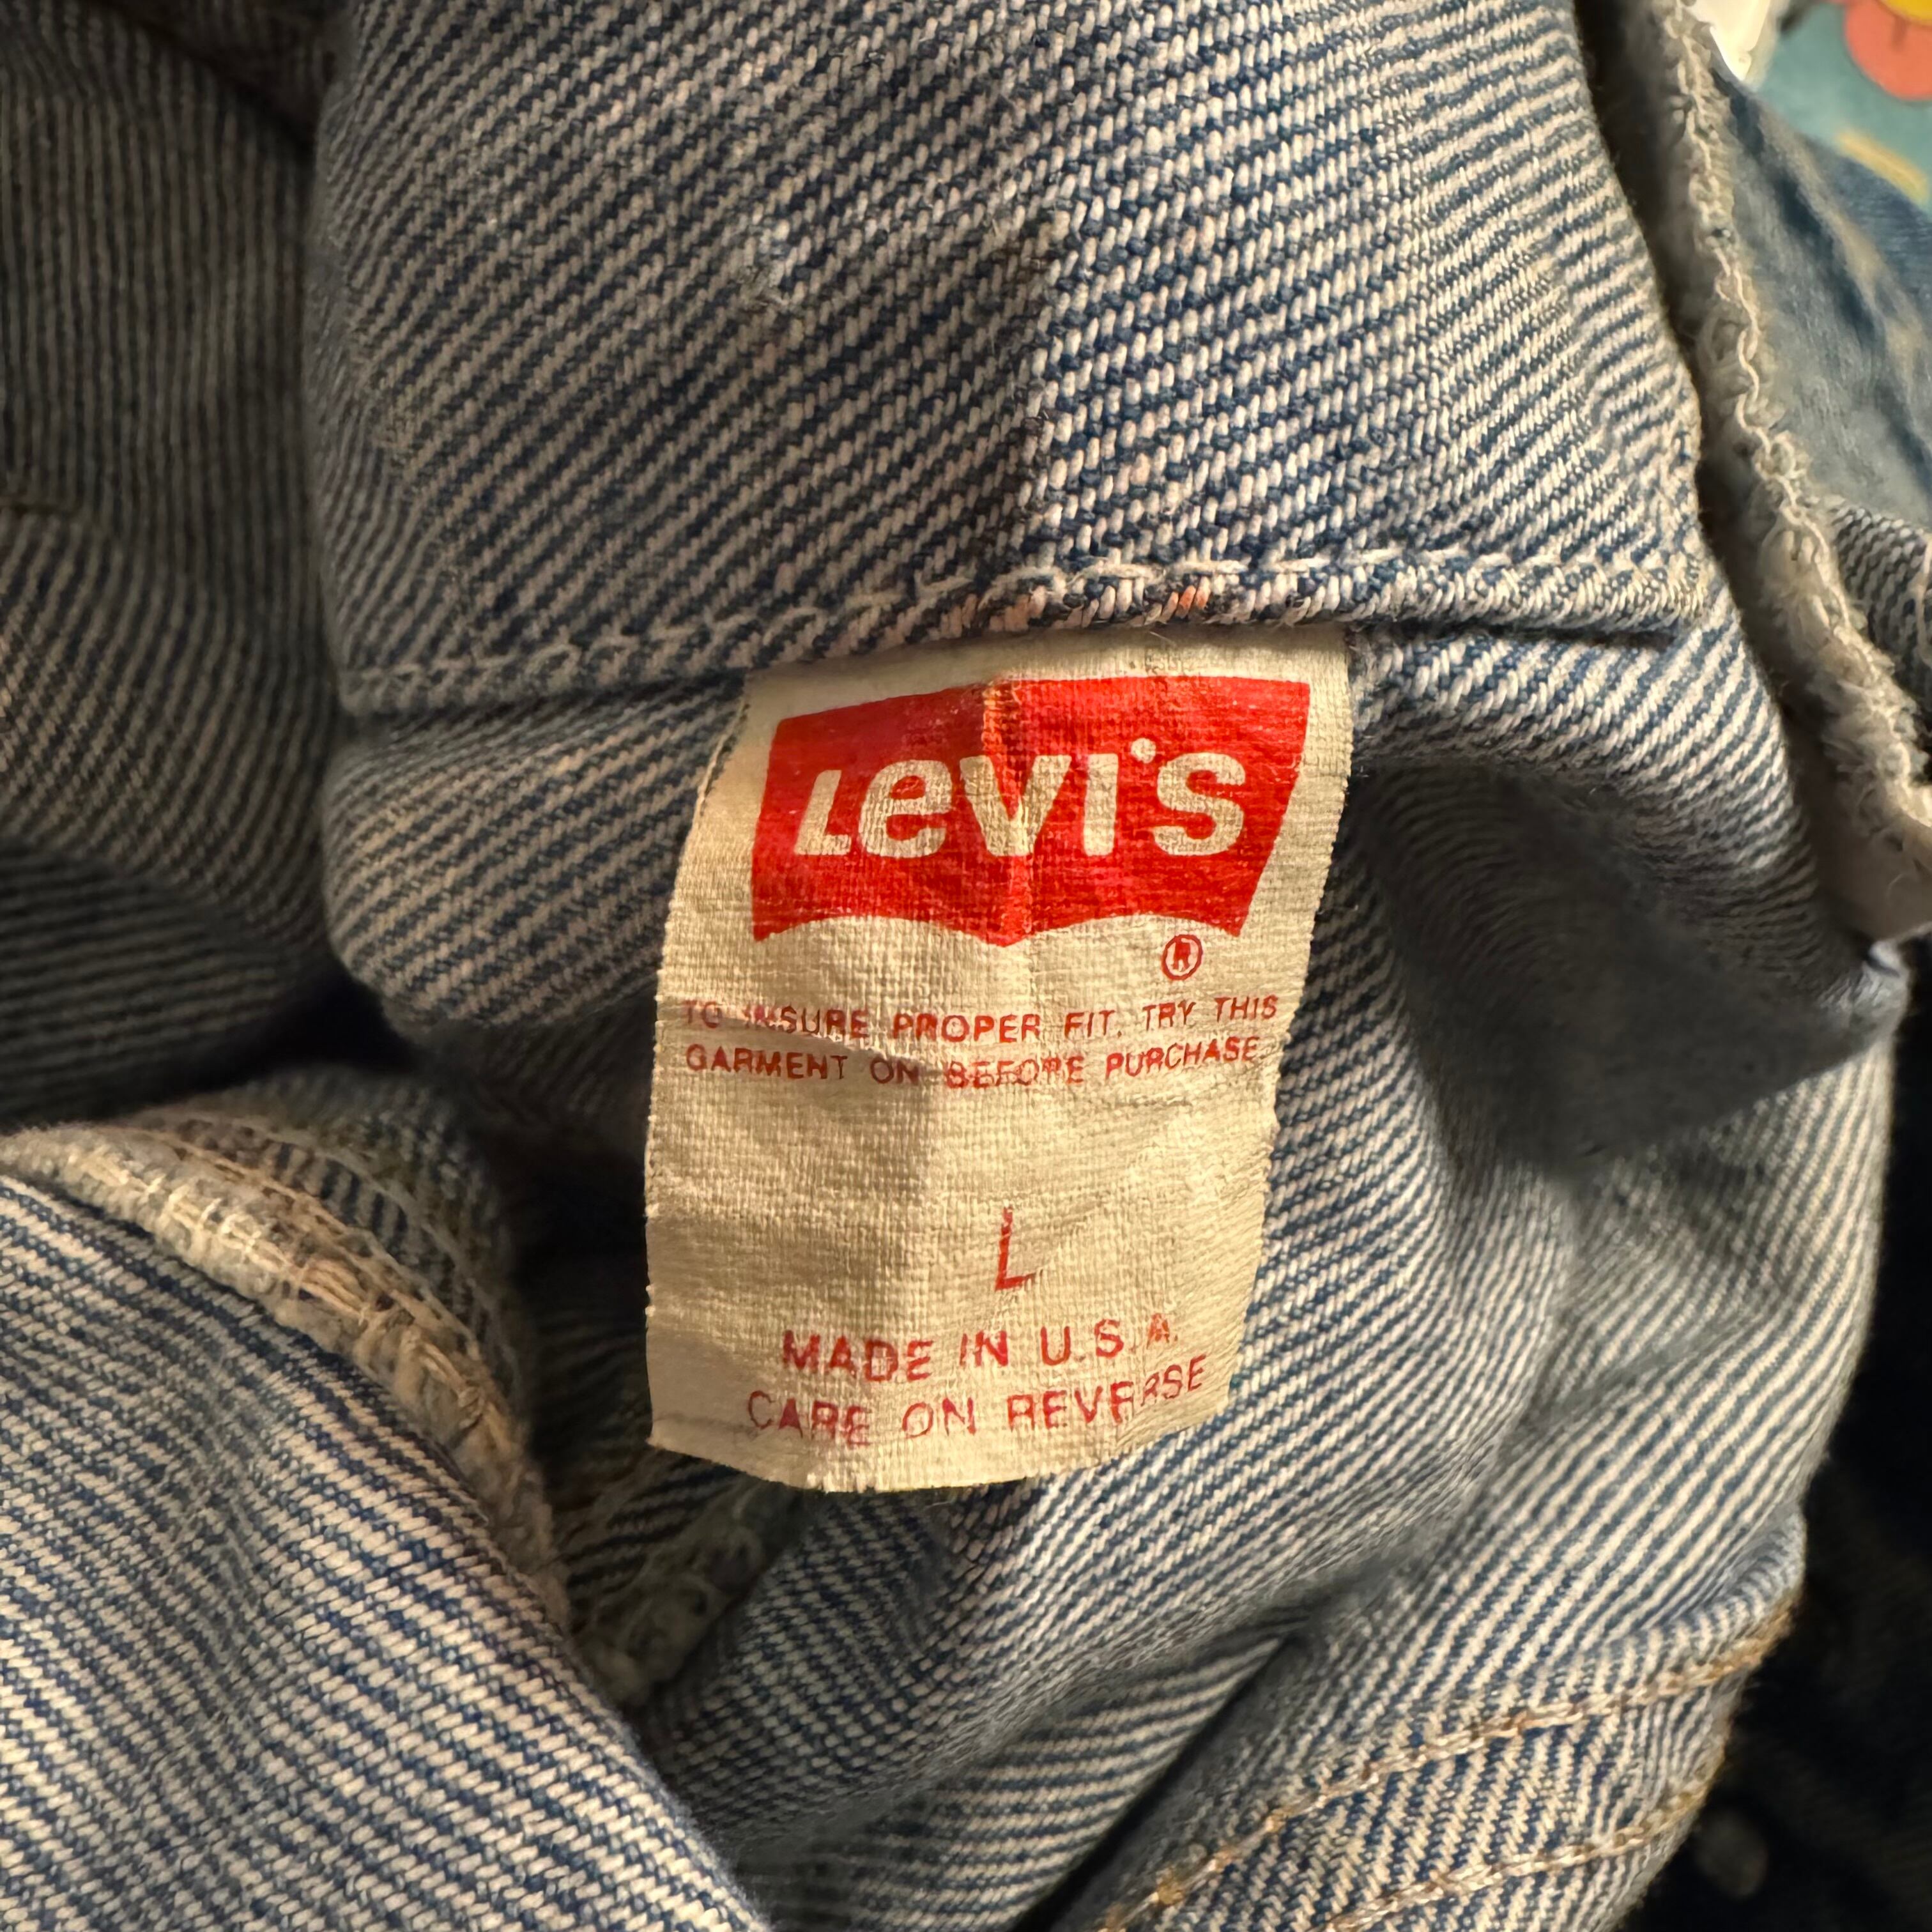 Levi's
®
TO INSURE PROPER FIT, TRY THIS
GARMENT ON BEFORE PURCHASE.
L
MADE IN U.S.A.
CARE ON REVERSE